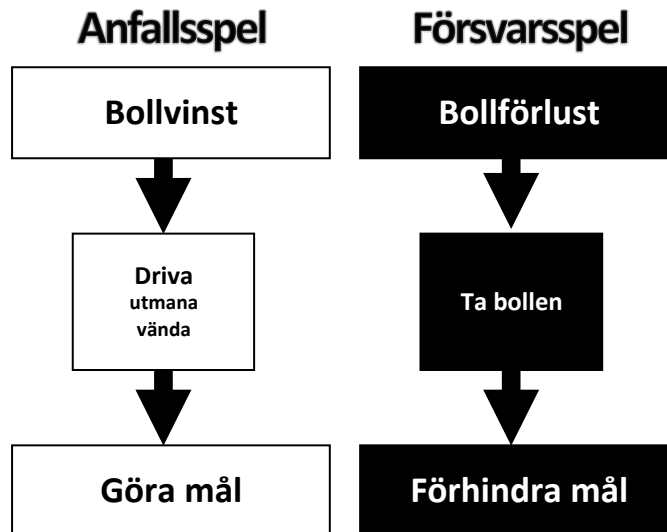 Anfallsspel
Försvarsspel
Bollvinst
Bollförlust
Driva
utmana
vända
Ta bollen
Göra mål
Förhindra mål